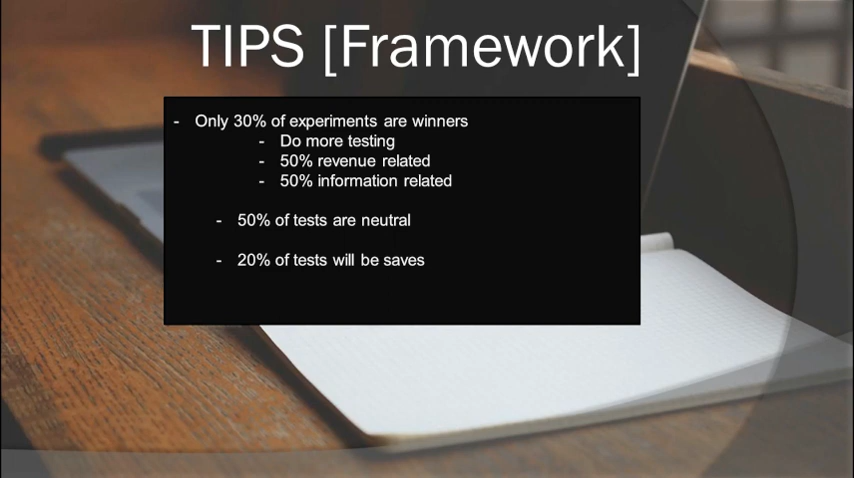 TIPS [Framework]
- Only 30% of experiments are winners
- Do more testing
- 50% revenue related
- 50% information related
- 50% of tests are neutral
- 20% of tests will be saves